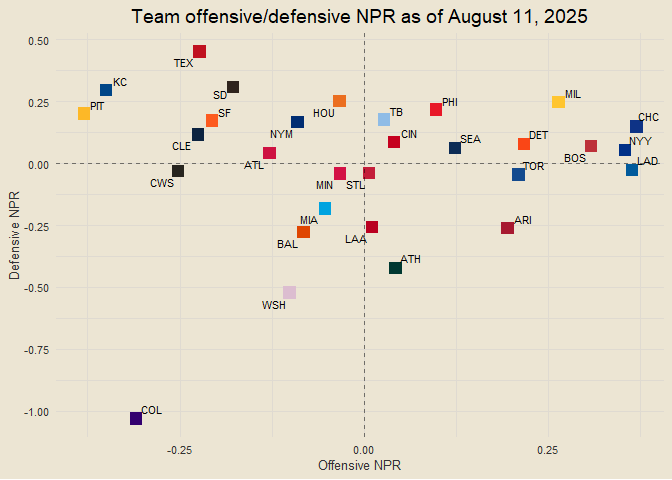 Team offensive/defensive NPR as of August 11, 2025
0.50
TEX
KC
SD
MIL
0.25
PIT
SF
HOU
TB
PHI
CHC
CLE
NYM
CIN
SEA
DET
NYY
ATL
BOS
LAD
0.00
CWS
MIN
STL
TOR
MIA
ARI
-0.25
BAL
LAA
ATH
-0.50
WSH
-0.75
-1.00
COL
Defensive NPR
-0.25
0.00
0.25
Offensive NPR